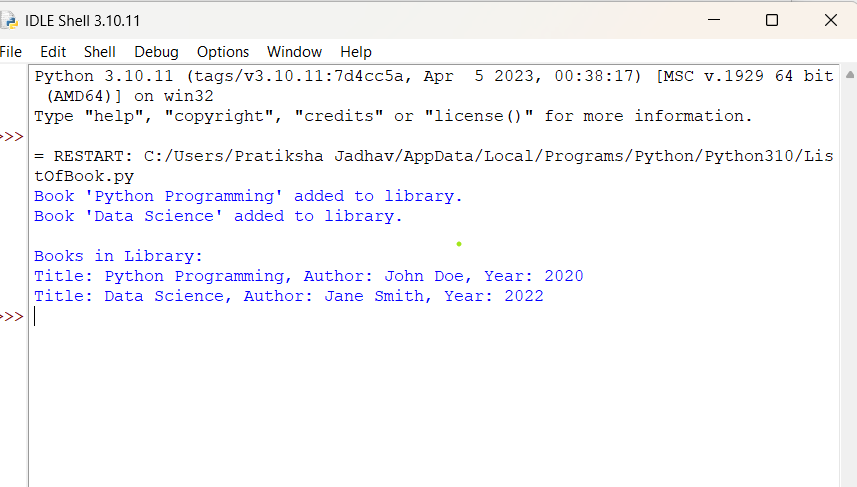 IDLE Shell 3.10.11
File Edit Shell Debug Options Window Help
Python 3.10.11 (tags/v3.10.11:7d4cc5a, Apr  5 2023, 00:38:17) [MSC v.1929 64 bit
 (AMD64)] on win32
Type "help", "copyright", "credits" or "license()" for more information.
>>>
= RESTART: C:/Users/Pratiksha Jadhav/AppData/Local/Programs/Python/Python310/Lis
tOfBook.py
Book 'Python Programming' added to library.
Book 'Data Science' added to library.
Books in Library:
Title: Python Programming, Author: John Doe, Year: 2020
Title: Data Science, Author: Jane Smith, Year: 2022
>>>